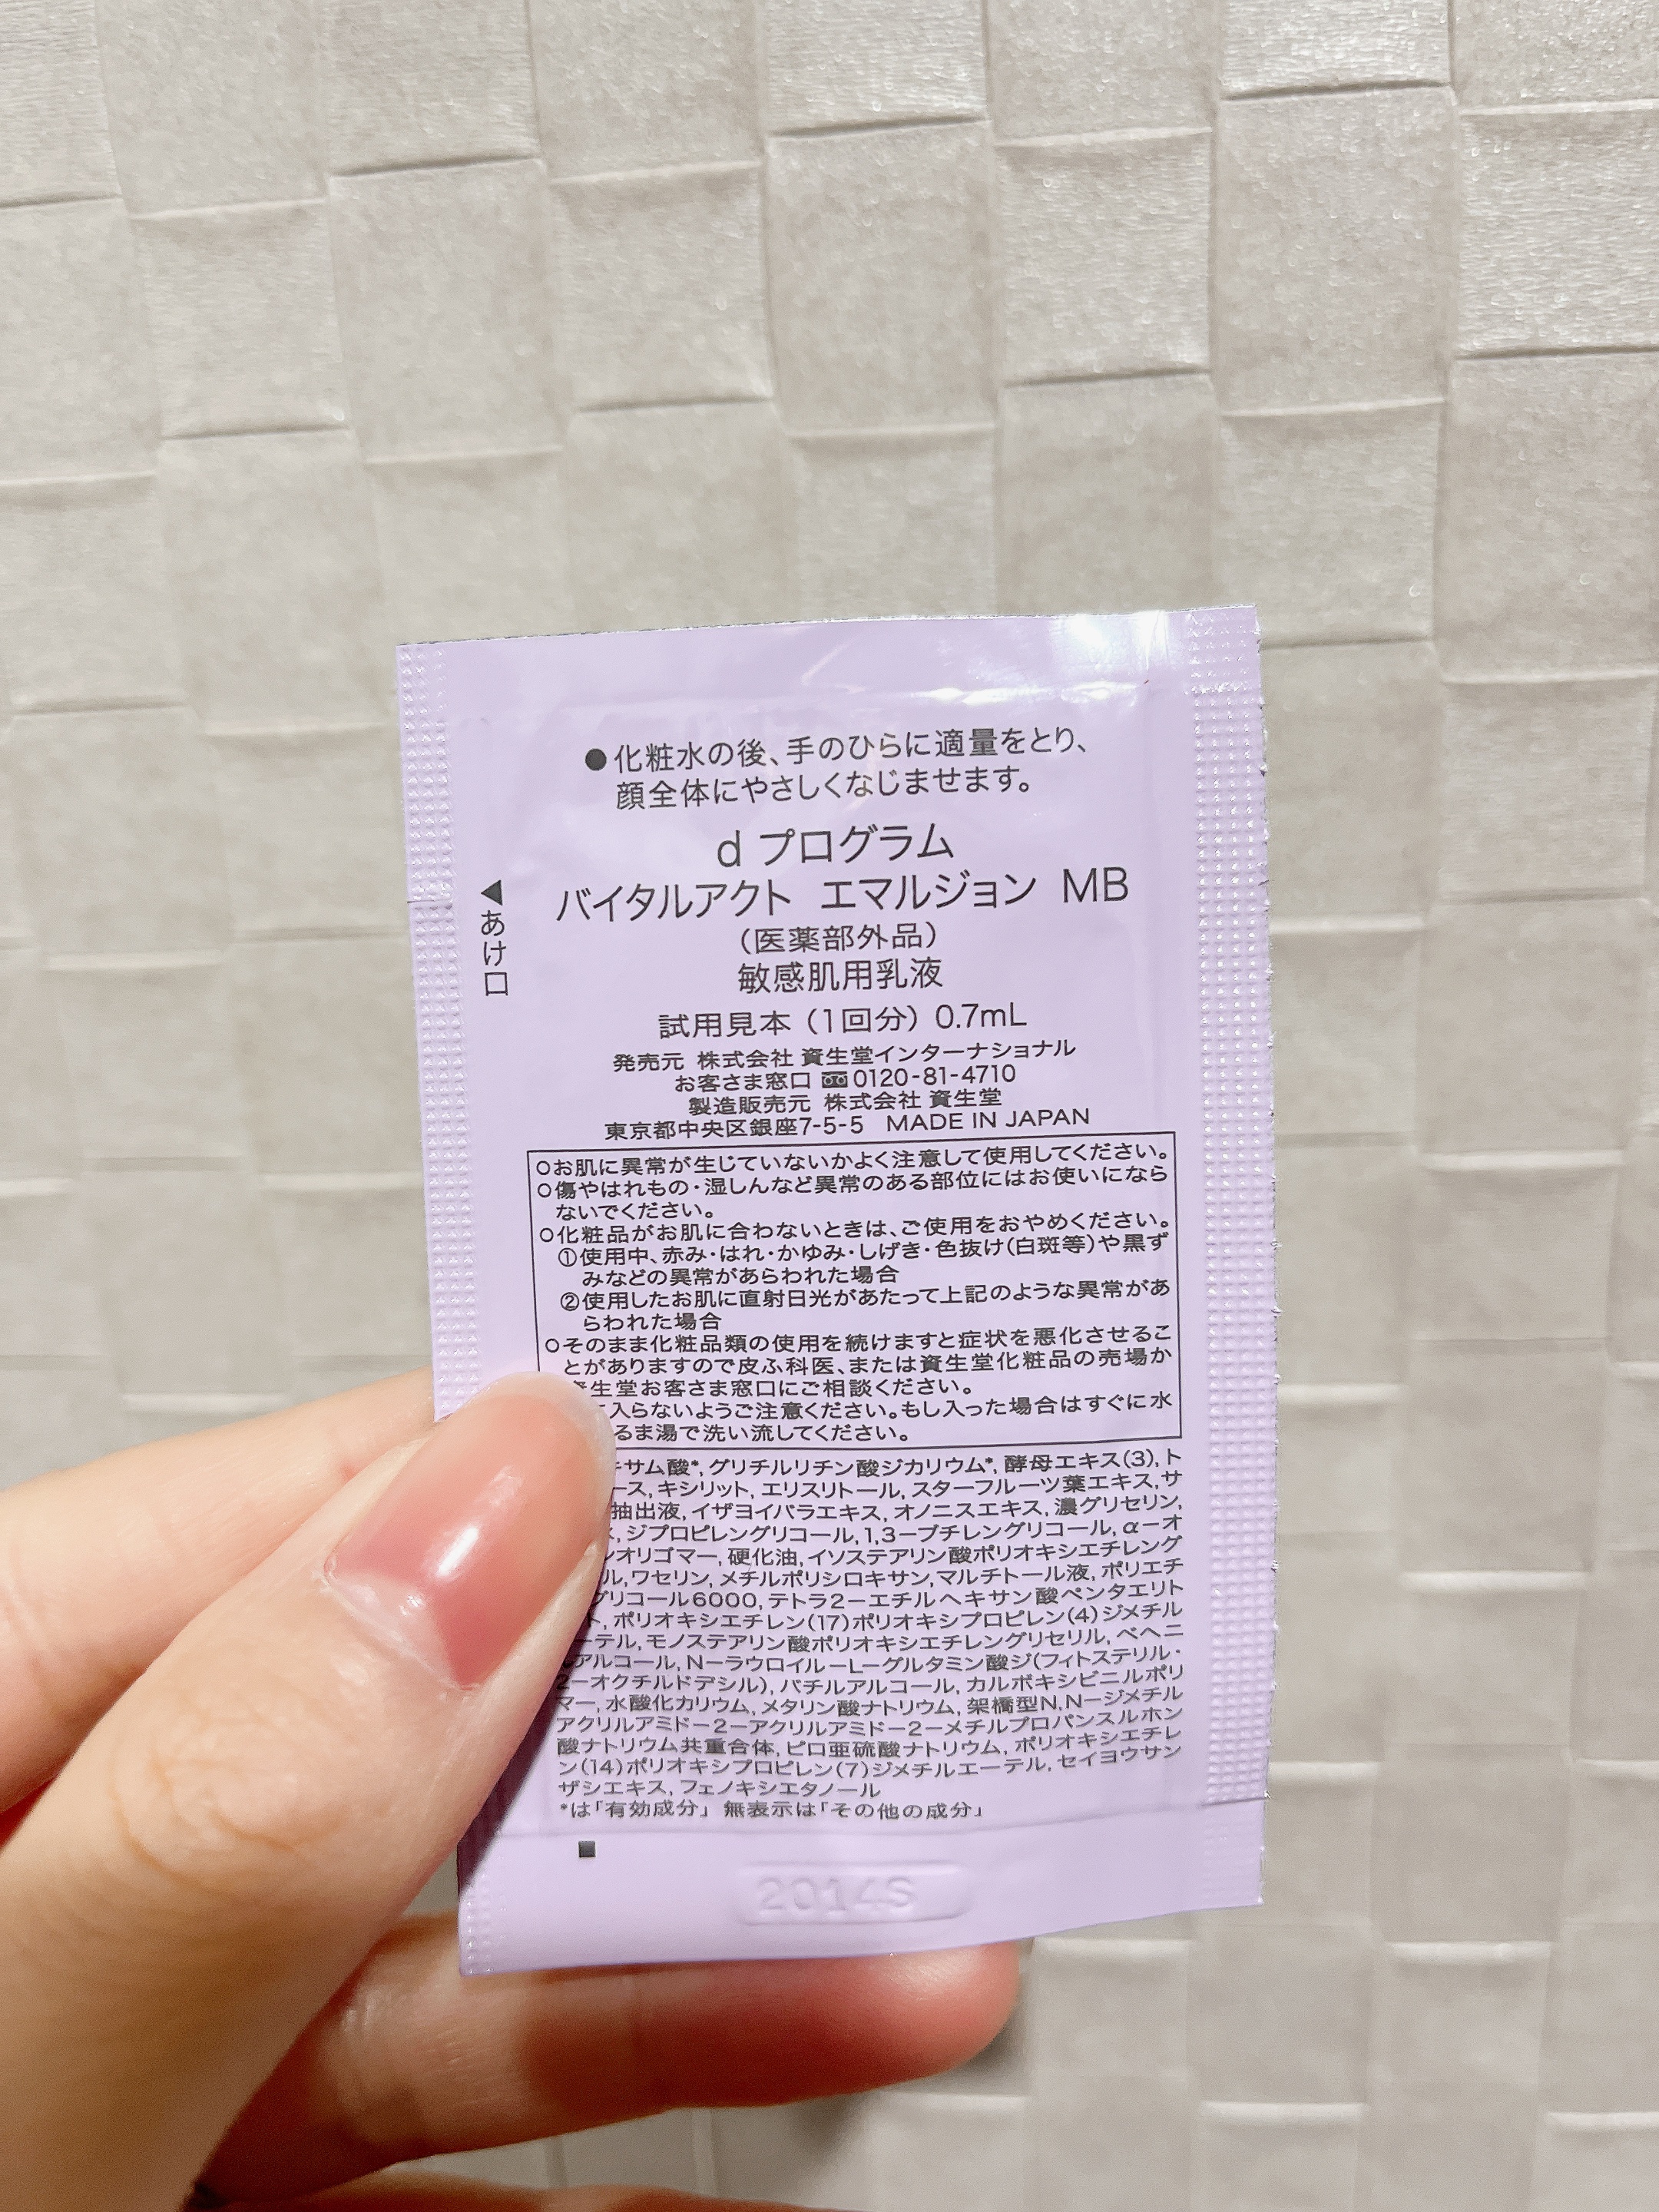 ●化粧水の後、手のひらに適量をとり、
顔全体にやさしくなじませます。
d プログラム
バイタルアクト エマルジョン MB
(医薬部外品)
敏感肌用乳液
試用見本 (1回分) 0.7mL
発売元 株式会社 資生堂インターナショナル
お客さま窓口 0120-81-4710
製造販売元 株式会社 資生堂
東京都中央区銀座7-5-5 MADE IN JAPAN
◀あけ口
○お肌に異常が生じていないかよく注意して使用してください。
○傷やはれもの・湿しんなど異常のある部位にはお使いになら
ないでください。
○化粧品がお肌に合わないときは、ご使用をおやめください。
①使用中、赤み・はれ・かゆみ・しげき・色抜け(白斑等)や黒ず
みなどの異常があらわれた場合
②使用したお肌に直射日光があたって上記のような異常があ
らわれた場合
○そのまま化粧品類の使用を続けますと症状を悪化させるこ
とがありますので皮ふ科医、または資生堂化粧品の売場か
生堂お客さま窓口にご相談ください。
に入らないようご注意ください。もし入った場合はすぐに水
るま湯で洗い流してください。
サム酸*, グリチルリチン酸ジカリウム*, 酵母エキス(3), ト
ース, キシリット, エリスリトール, スターフルーツ葉エキス, サ
抽出液, イザヨイバラエキス, オノニスエキス, 濃グリセリン,
ジプロピレングリコール, 1,3-ブチレングリコール, α-オ
ンオリゴマー, 硬化油, イソステアリン酸ポリオキシエチレング
ル, ワセリン, メチルポリシロキサン, マルチトール液, ポリエチ
グリコール6000, テトラ2-エチルヘキサン酸ペンタエリト
ト, ポリオキシエチレン(17)ポリオキシプロピレン(4)ジメチル
ーテル, モノステアリン酸ポリオキシエチレングリセリル, ベヘニ
アルコール, N-ラウロイル-L-グルタミン酸ジ(フィトステリル・
2-オクチルドデシル), バチルアルコール, カルボキシビニルポリ
マー, 水酸化カリウム, メタリン酸ナトリウム, 架橋型N,N-ジメチル
アクリルアミド-2-アクリルアミド-2-メチルプロパンスルホン
酸ナトリウム共重合体, ピロ亜硫酸ナトリウム, ポリオキシエチレ
ン(14)ポリオキシプロピレン(7)ジメチルエーテル, セイヨウサン
ザシエキス, フェノキシエタノール
*は「有効成分」 無表示は「その他の成分」
2014S